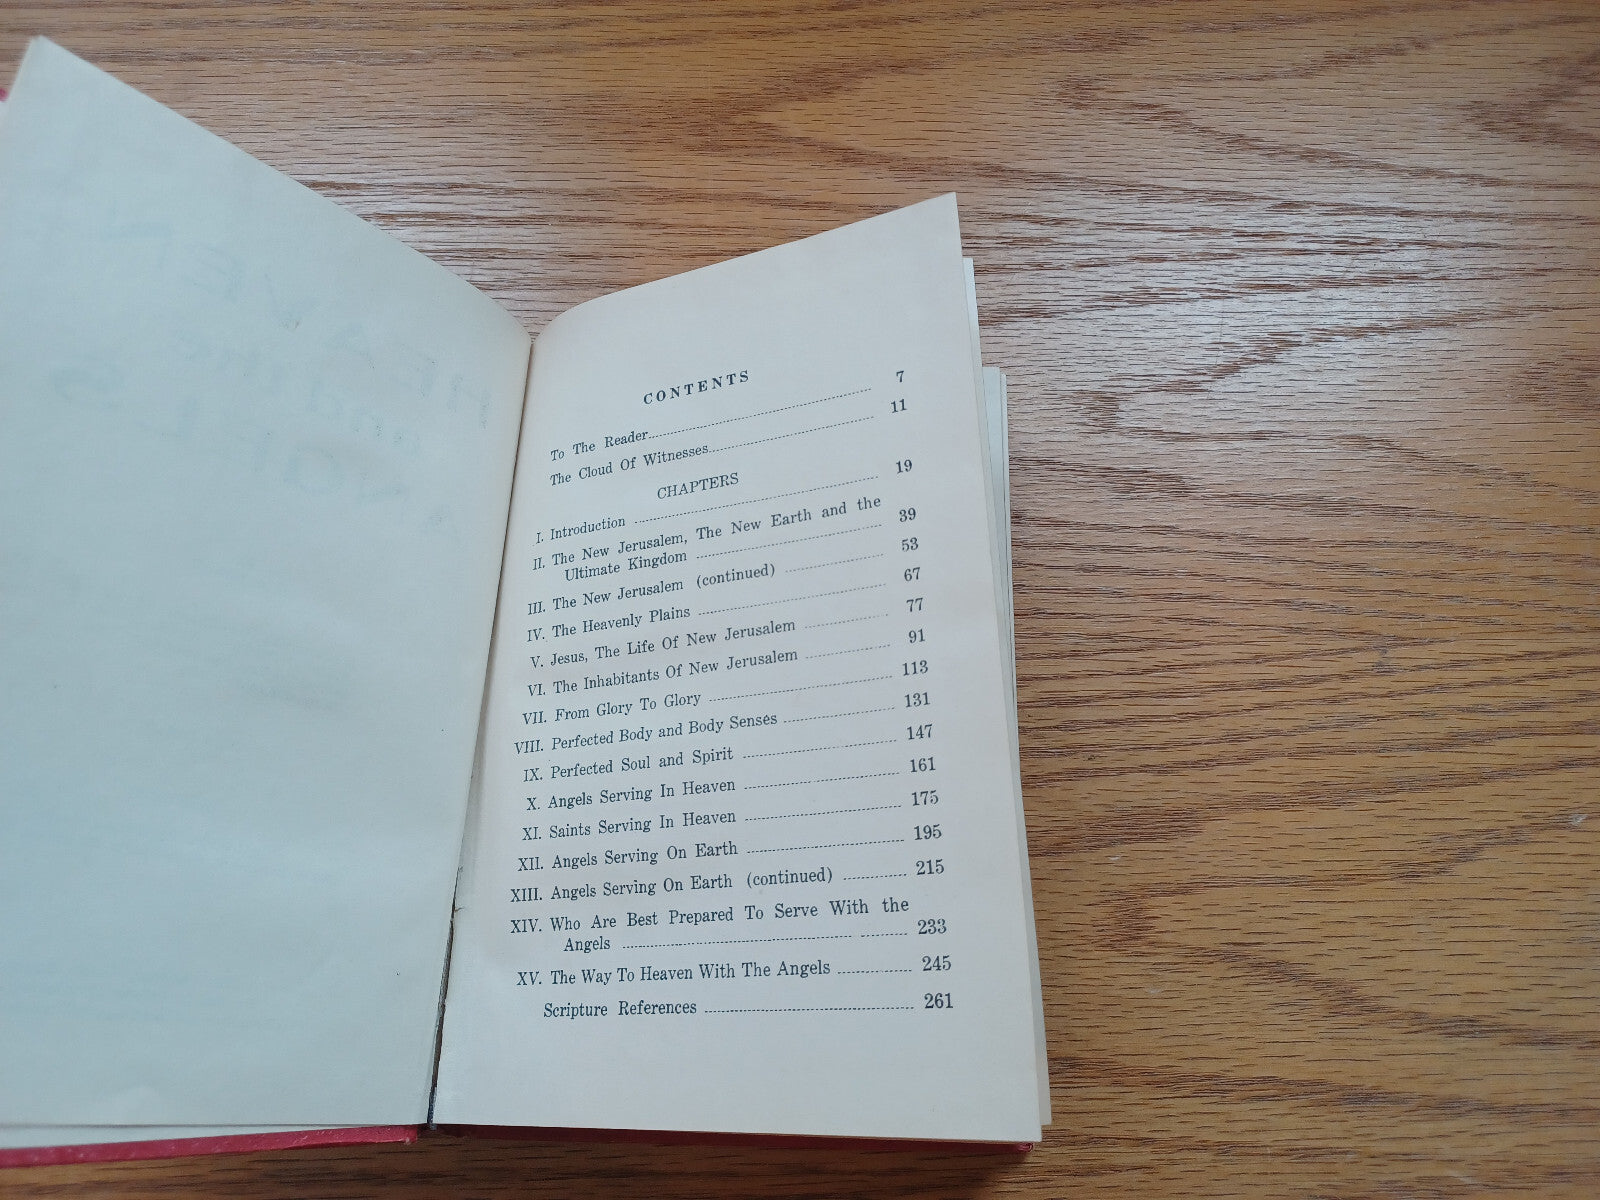 CONTENTS
To The Reader 7
The Cloud Of Witnesses 11
CHAPTERS
I. Introduction 19
II. The New Jerusalem, The New Earth and the
Ultimate Kingdom 39
III. The New Jerusalem (continued) 53
IV. The Heavenly Plains 67
V. Jesus, The Life Of New Jerusalem 77
VI. The Inhabitants Of New Jerusalem 91
VII. From Glory To Glory 113
VIII. Perfected Body and Body Senses 131
IX. Perfected Soul and Spirit 147
X. Angels Serving In Heaven 161
XI. Saints Serving In Heaven 175
XII. Angels Serving On Earth 195
XIII. Angels Serving On Earth (continued) 215
XIV. Who Are Best Prepared To Serve With the
Angels 233
XV. The Way To Heaven With The Angels 245
Scripture References 261